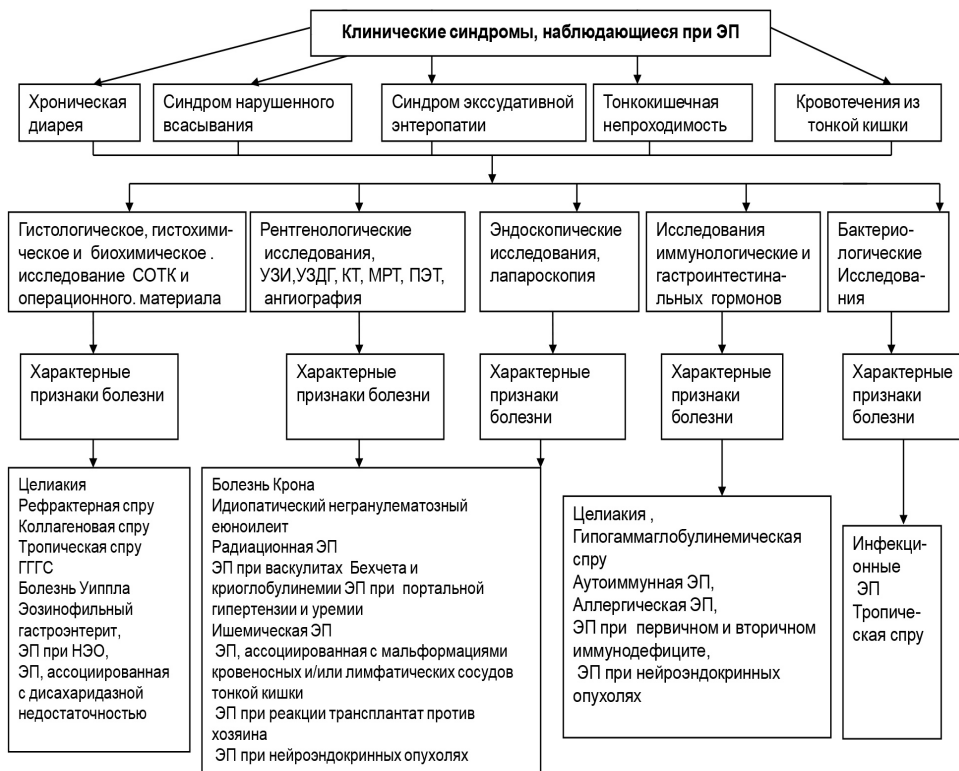 Клинические синдромы, наблюдающиеся при ЭП
Хроническая
диарея
Синдром нарушенного
всасывания
Синдром экссудативной
энтеропатии
Тонкокишечная
непроходимость
Кровотечения из
тонкой кишки
Гистологическое, гистохими-
ческое и биохимическое .
исследование СОТК и
операционного. материала
Рентгенологические
исследования,
УЗИ,УЗДГ, КТ, МРТ, ПЭТ,
ангиография
Эндоскопические
исследования,
лапароскопия
Исследования
иммунологические и
гастроинтестина-
льных гормонов
Бактерио-
логические
Исследова-
ния
Характерные
признаки болезни
Характерные
признаки болезни
Характерные
признаки
болезни
Характерные
признаки
болезни
Характерные
признаки
болезни
Целиакия
Рефрактерная спру
Коллагеновая спру
Тропическая спру
ГГГС
Болезнь Уиппла
Эозинофильный
гастроэнтерит,
ЭП при НЭО,
ЭП, ассоциированная
с дисахаридазной
недостаточностью
Болезнь Крона
Идиопатический негранулематозный
еюноилеит
Радиационная ЭП
ЭП при васкулитах Бехчета и
криоглобулинемии ЭП при портальной
гипертензии и уремии
Ишемическая ЭП
ЭП, ассоциированная с мальформациями
кровеносных и/или лимфатических сосудов
тонкой кишки
ЭП при реакции трансплантат против
хозяина
ЭП при нейроэндокринных опухолях
Целиакия ,
Гипогаммаглобулинемическая
спру
Аутоиммунная ЭП,
Аллергическая ЭП,
ЭП при первичном и вторичном
иммунодефиците,
ЭП при нейроэндокринных
опухолях
Инфекци-
онные
ЭП
Тропиче-
ская спру